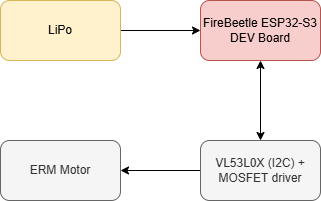 LiPo
FireBeetle ESP32-S3
DEV Board
ERM Motor
VL53L0X (I2C) +
MOSFET driver